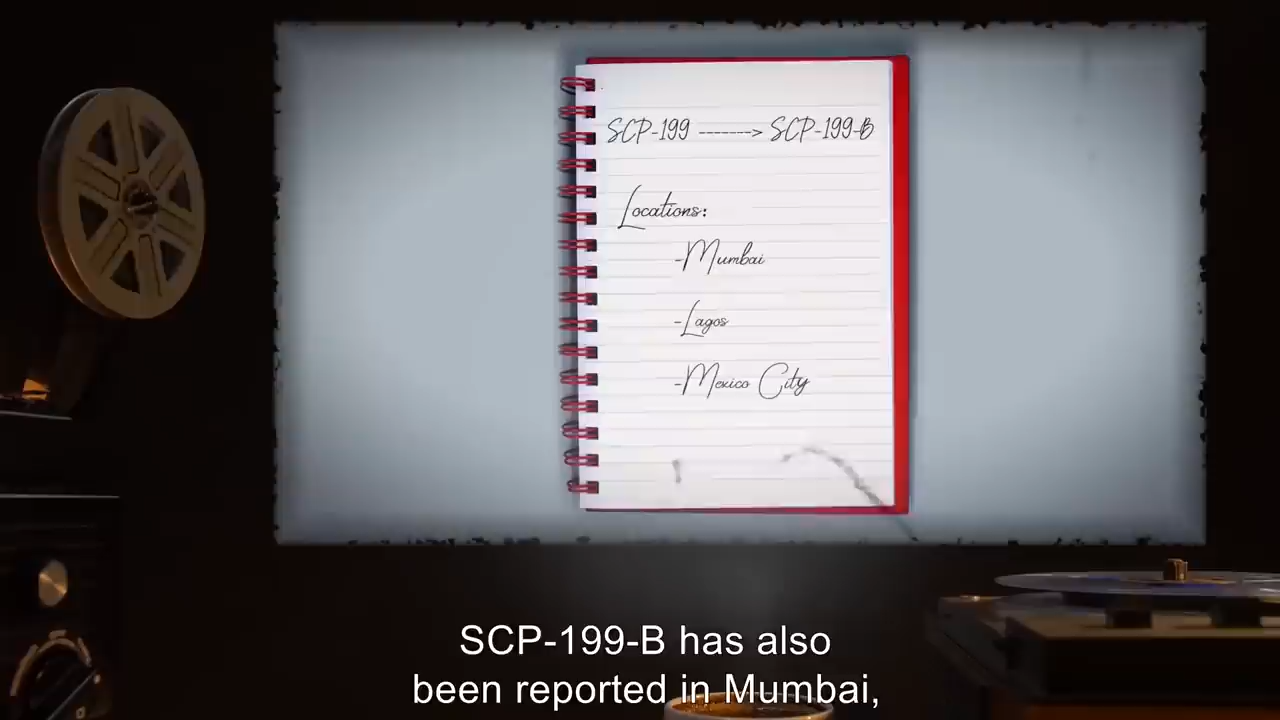 SCP-199 -------> SCP-199-B
Locations:
-Mumbai
-Lagos
-Mexico City
SCP-199-B has also
been reported in Mumbai,